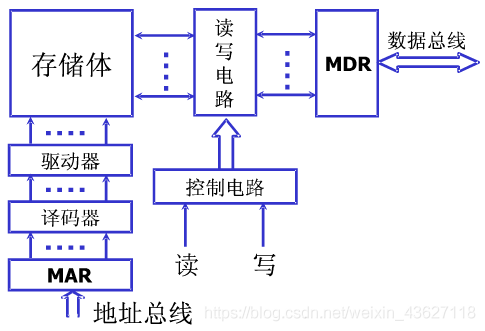 存储体
读写电路
MDR
数据总线
驱动器
控制电路
译码器
读
写
MAR
地址总线
https://blog.csdn.net/weixin_43627118